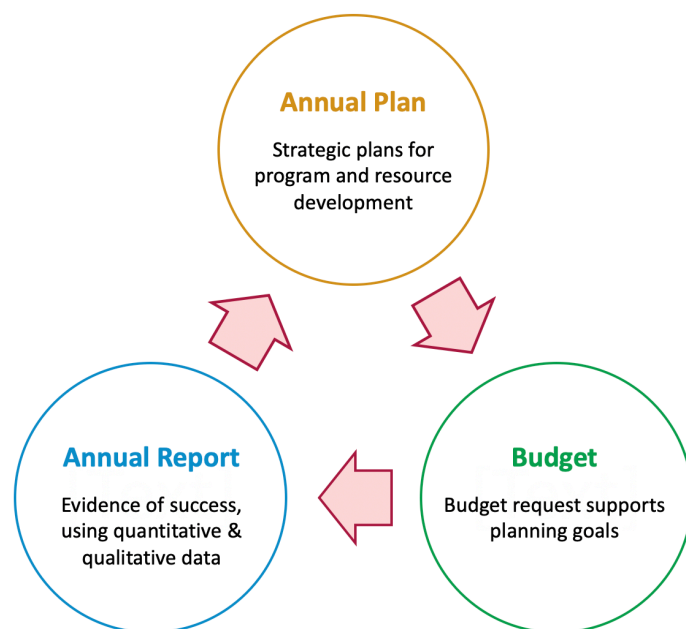 Annual Plan
Strategic plans for
program and resource
development
Annual Report
Evidence of success,
using quantitative &
qualitative data
Budget
Budget request supports
planning goals